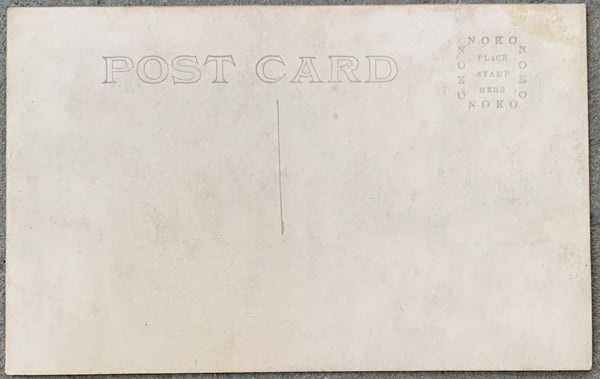 POST CARD
NOKO
NOKO
PLACE
STAMP
HERE
NOKO
NOKO